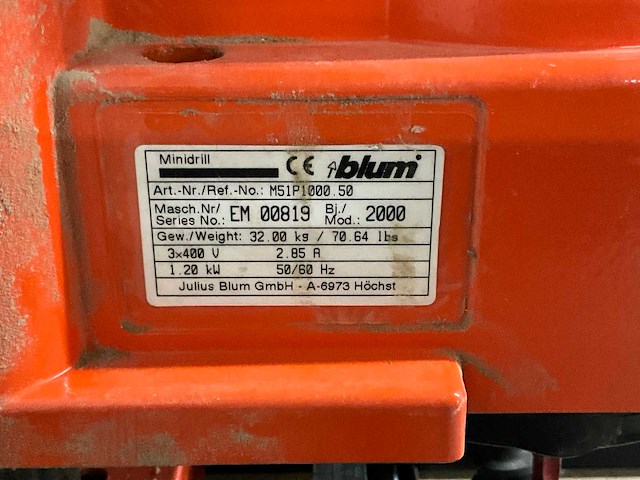 Minidrill CE blum
Art.-Nr./Ref.-No.: M51P1000.50
Masch.Nr/ Series No.: EM 00819 Bj./ Mod.: 2000
Gew./Weight: 32.00 kg / 70.64 lbs
3x400 V 2.85 A
1.20 kW 50/60 Hz
Julius Blum GmbH - A-6973 Höchst